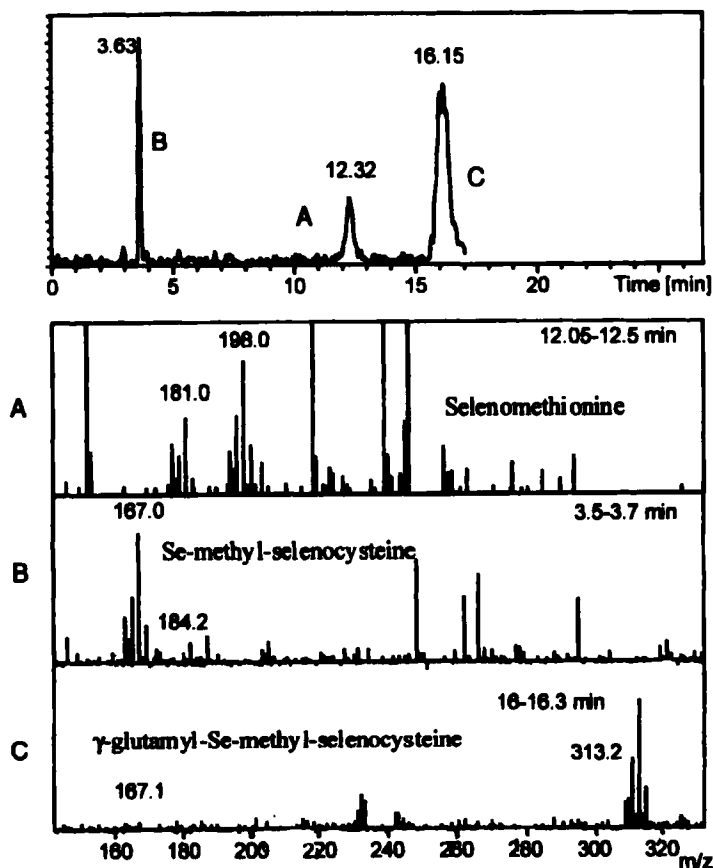 3.63
16.15
B
12.32
C
A
0 5 10 15 20 Time [min]
198.0
12.05-12.5 min
181.0
A
Selenomethionine
167.0
3.5-3.7 min
Se-methyl-selenocysteine
B
184.2
16-16.3 min
γ-glutamyl-Se-methyl-selenocysteine
313.2
C
167.1
160 180 200 220 240 260 280 300 320 m/z